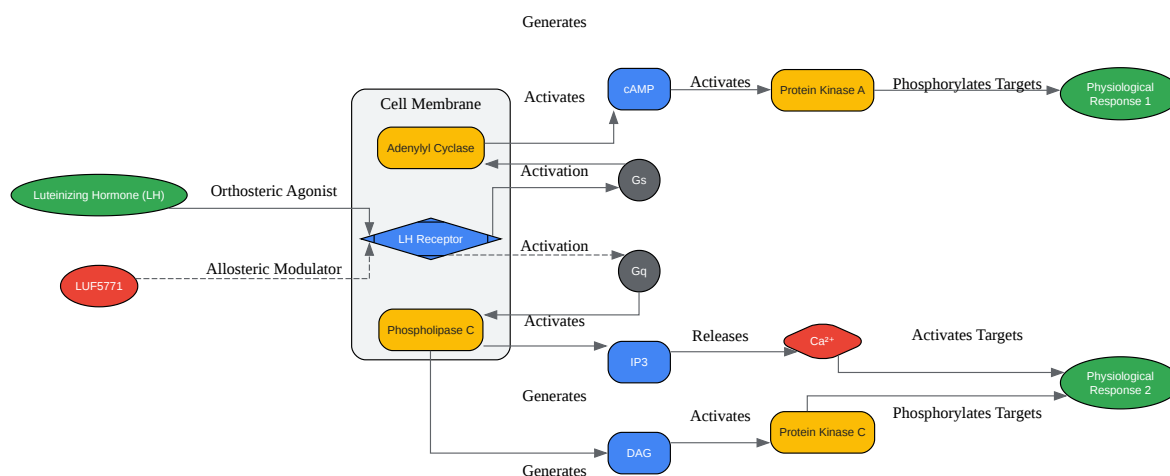 Generates
cAMP
Activates
Protein Kinase A
Phosphorylates Targets
Physiological
Response 1
Cell Membrane
Activates
Adenylyl Cyclase
Activation
Gs
Luteinizing Hormone (LH)
Orthosteric Agonist
LH Receptor
Activation
Gq
LUF5771
Allosteric Modulator
Phospholipase C
Activates
IP3
Releases
Ca²⁺
Activates Targets
Physiological
Response 2
Generates
Activates
Protein Kinase C
Phosphorylates Targets
DAG
Generates